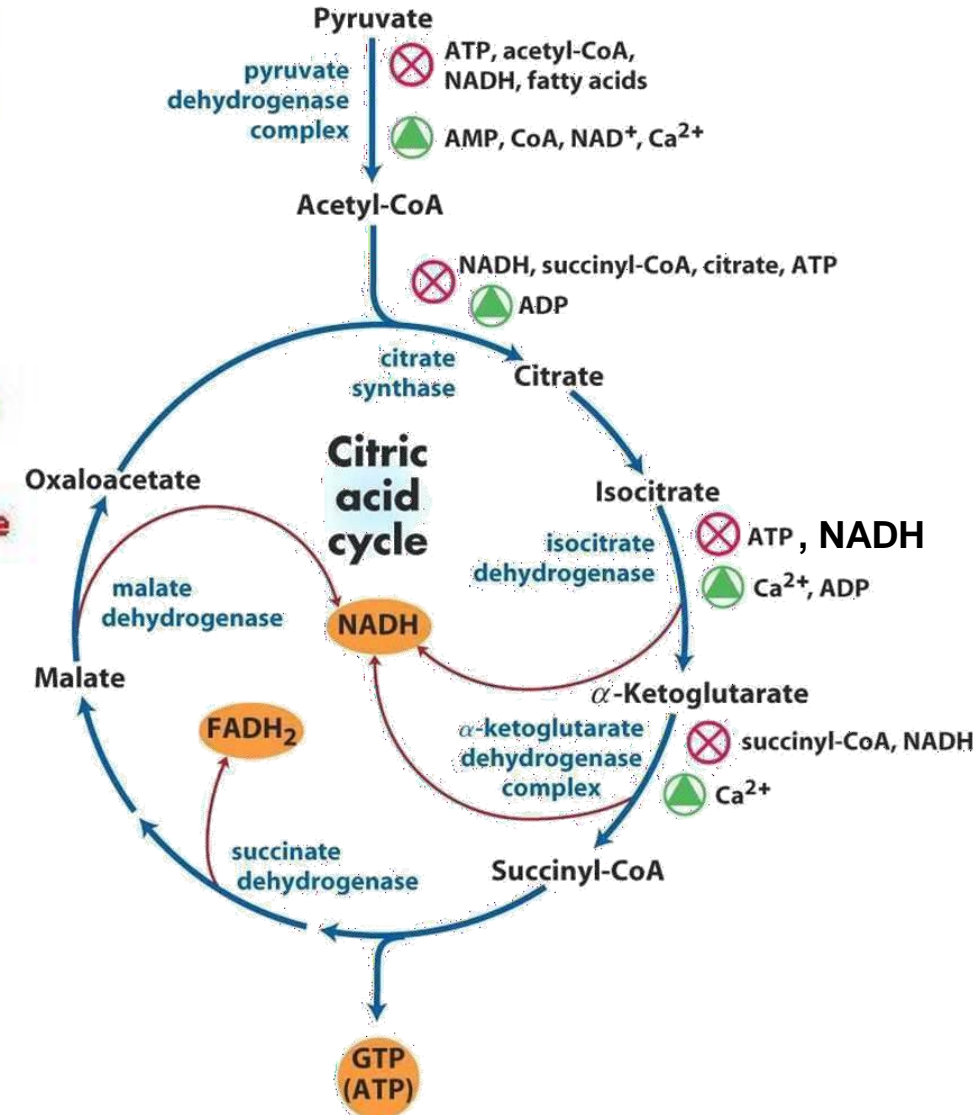 Pyruvate
ATP, acetyl-CoA,
NADH, fatty acids
pyruvate
dehydrogenase
complex
AMP, CoA, NAD⁺, Ca²⁺
Acetyl-CoA
NADH, succinyl-CoA, citrate, ATP
ADP
citrate
synthase
Citrate
Citric
acid
cycle
Oxaloacetate
Isocitrate
ATP , NADH
isocitrate
dehydrogenase
Ca²⁺, ADP
malate
dehydrogenase
NADH
Malate
α-Ketoglutarate
FADH₂
α-ketoglutarate
dehydrogenase
complex
succinyl-CoA, NADH
Ca²⁺
succinate
dehydrogenase
Succinyl-CoA
GTP
(ATP)